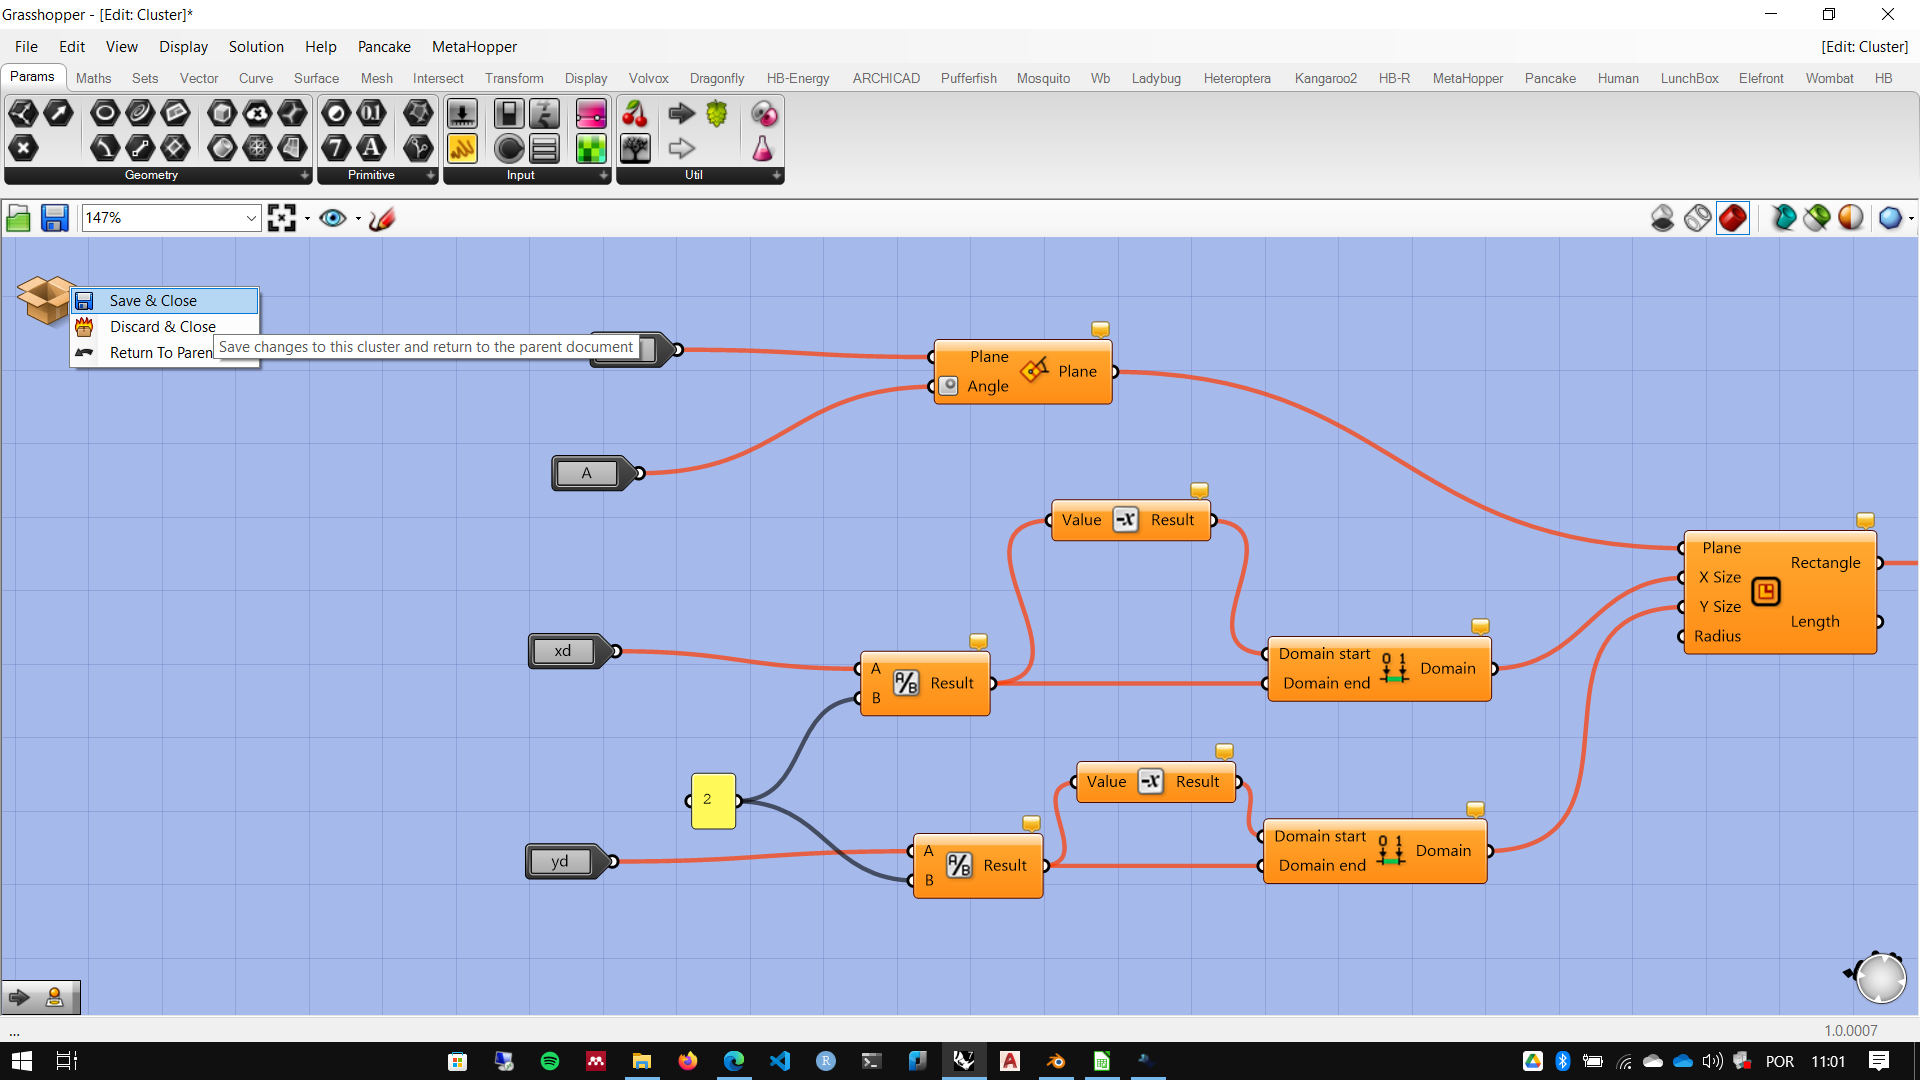 Grasshopper - [Edit: Cluster]*
File Edit View Display Solution Help Pancake MetaHopper [Edit: Cluster]
Params Maths Sets Vector Curve Surface Mesh Intersect Transform Display Volvox Dragonfly HB-Energy ARCHICAD Pufferfish Mosquito Wb Ladybug Heteroptera Kangaroo2 HB-R MetaHopper Pancake Human LunchBox Elefront Wombat HB
Geometry Primitive Input Util
147%
Save & Close
Discard & Close
Return To Paren
Save changes to this cluster and return to the parent document
Plane
Angle
Plane
A
Value -x Result
Plane
X Size
Y Size
Radius
Rectangle
Length
xd
A
B
A/B
Result
Domain start
Domain end
0 1
Domain
2
Value -x Result
yd
A
B
A/B
Result
Domain start
Domain end
0 1
Domain
...
1.0.0007
POR 11:01